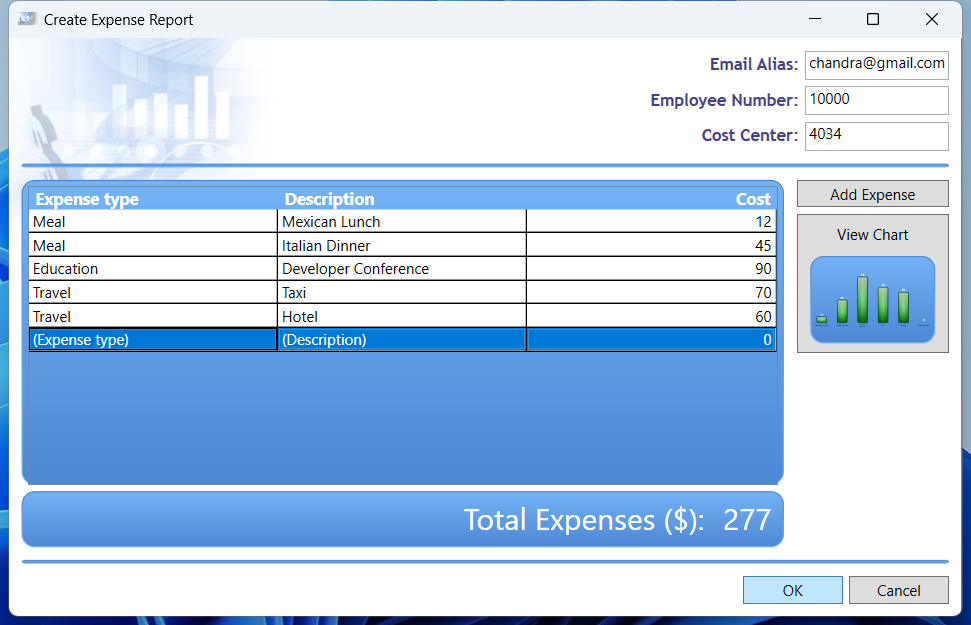 Create Expense Report
Email Alias: chandra@gmail.com
Employee Number: 10000
Cost Center: 4034
Expense type Description Cost
Meal Mexican Lunch 12
Meal Italian Dinner 45
Education Developer Conference 90
Travel Taxi 70
Travel Hotel 60
(Expense type) (Description) 0
Add Expense
View Chart
Total Expenses ($): 277
OK Cancel